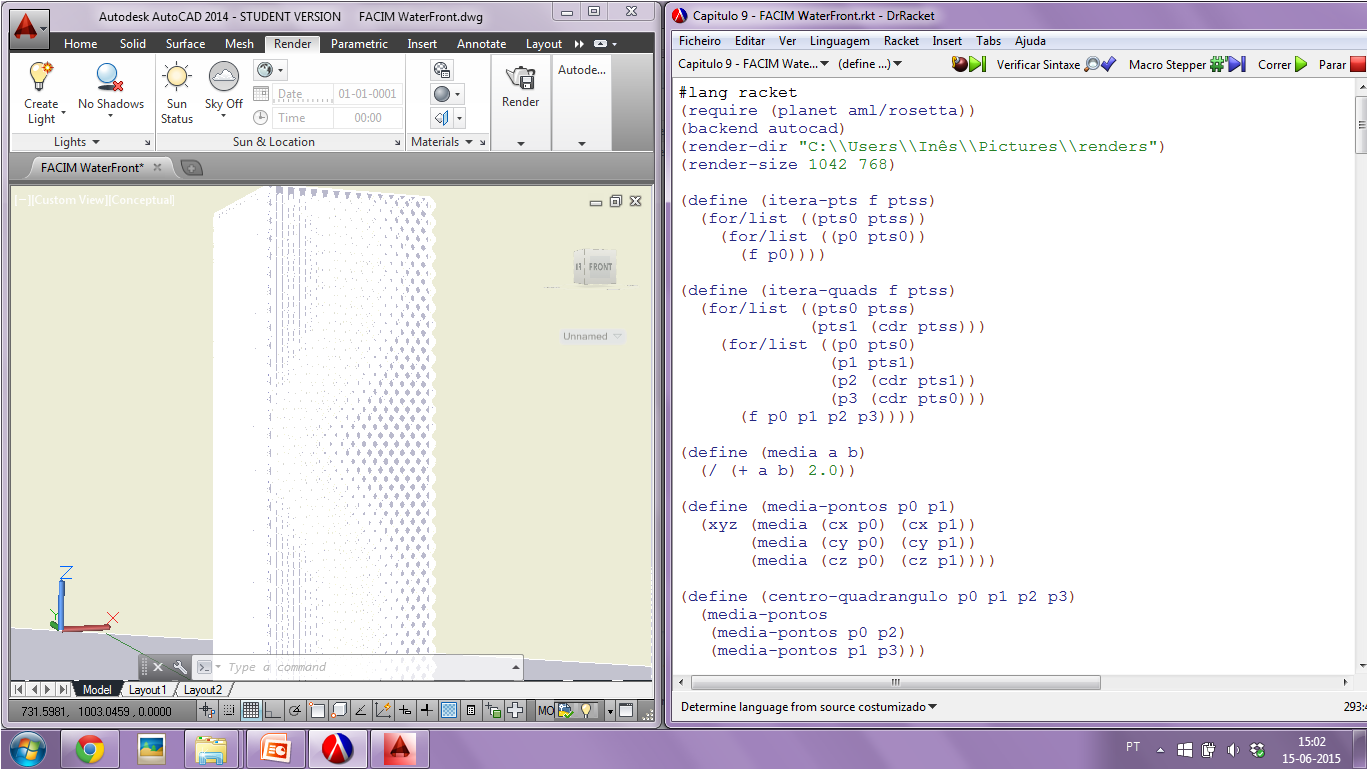 Autodesk AutoCAD 2014 - STUDENT VERSION FACIM WaterFront.dwg
Home Solid Surface Mesh Render Parametric Insert Annotate Layout
Create Light
No Shadows
Sun Status
Sky Off
Date 01-01-0001
Time 00:00
Render
Autode...
Lights
Sun & Location
Materials
FACIM WaterFront*
[−][Custom View][Conceptual]
FRONT
Unnamed
Z
Y
X
Type a command
Model Layout1 Layout2
731.5981, 1003.0459, 0.0000
MO
Capitulo 9 - FACIM WaterFront.rkt - DrRacket
Ficheiro Editar Ver Linguagem Racket Insert Tabs Ajuda
Capitulo 9 - FACIM Wate... (define ...) Verificar Sintaxe Macro Stepper Correr Parar
#lang racket
(require (planet aml/rosetta))
(backend autocad)
(render-dir "C:\\Users\\Inês\\Pictures\\renders")
(render-size 1042 768)
(define (itera-pts f ptss)
(for/list ((pts0 ptss))
(for/list ((p0 pts0))
(f p0))))
(define (itera-quads f ptss)
(for/list ((pts0 ptss)
(pts1 (cdr ptss)))
(for/list ((p0 pts0)
(p1 pts1)
(p2 (cdr pts1))
(p3 (cdr pts0)))
(f p0 p1 p2 p3))))
(define (media a b)
(/ (+ a b) 2.0))
(define (media-pontos p0 p1)
(xyz (media (cx p0) (cx p1))
(media (cy p0) (cy p1))
(media (cz p0) (cz p1))))
(define (centro-quadrangulo p0 p1 p2 p3)
(media-pontos
(media-pontos p0 p2)
(media-pontos p1 p3)))
Determine language from source costumizado
PT
15:02
15-06-2015